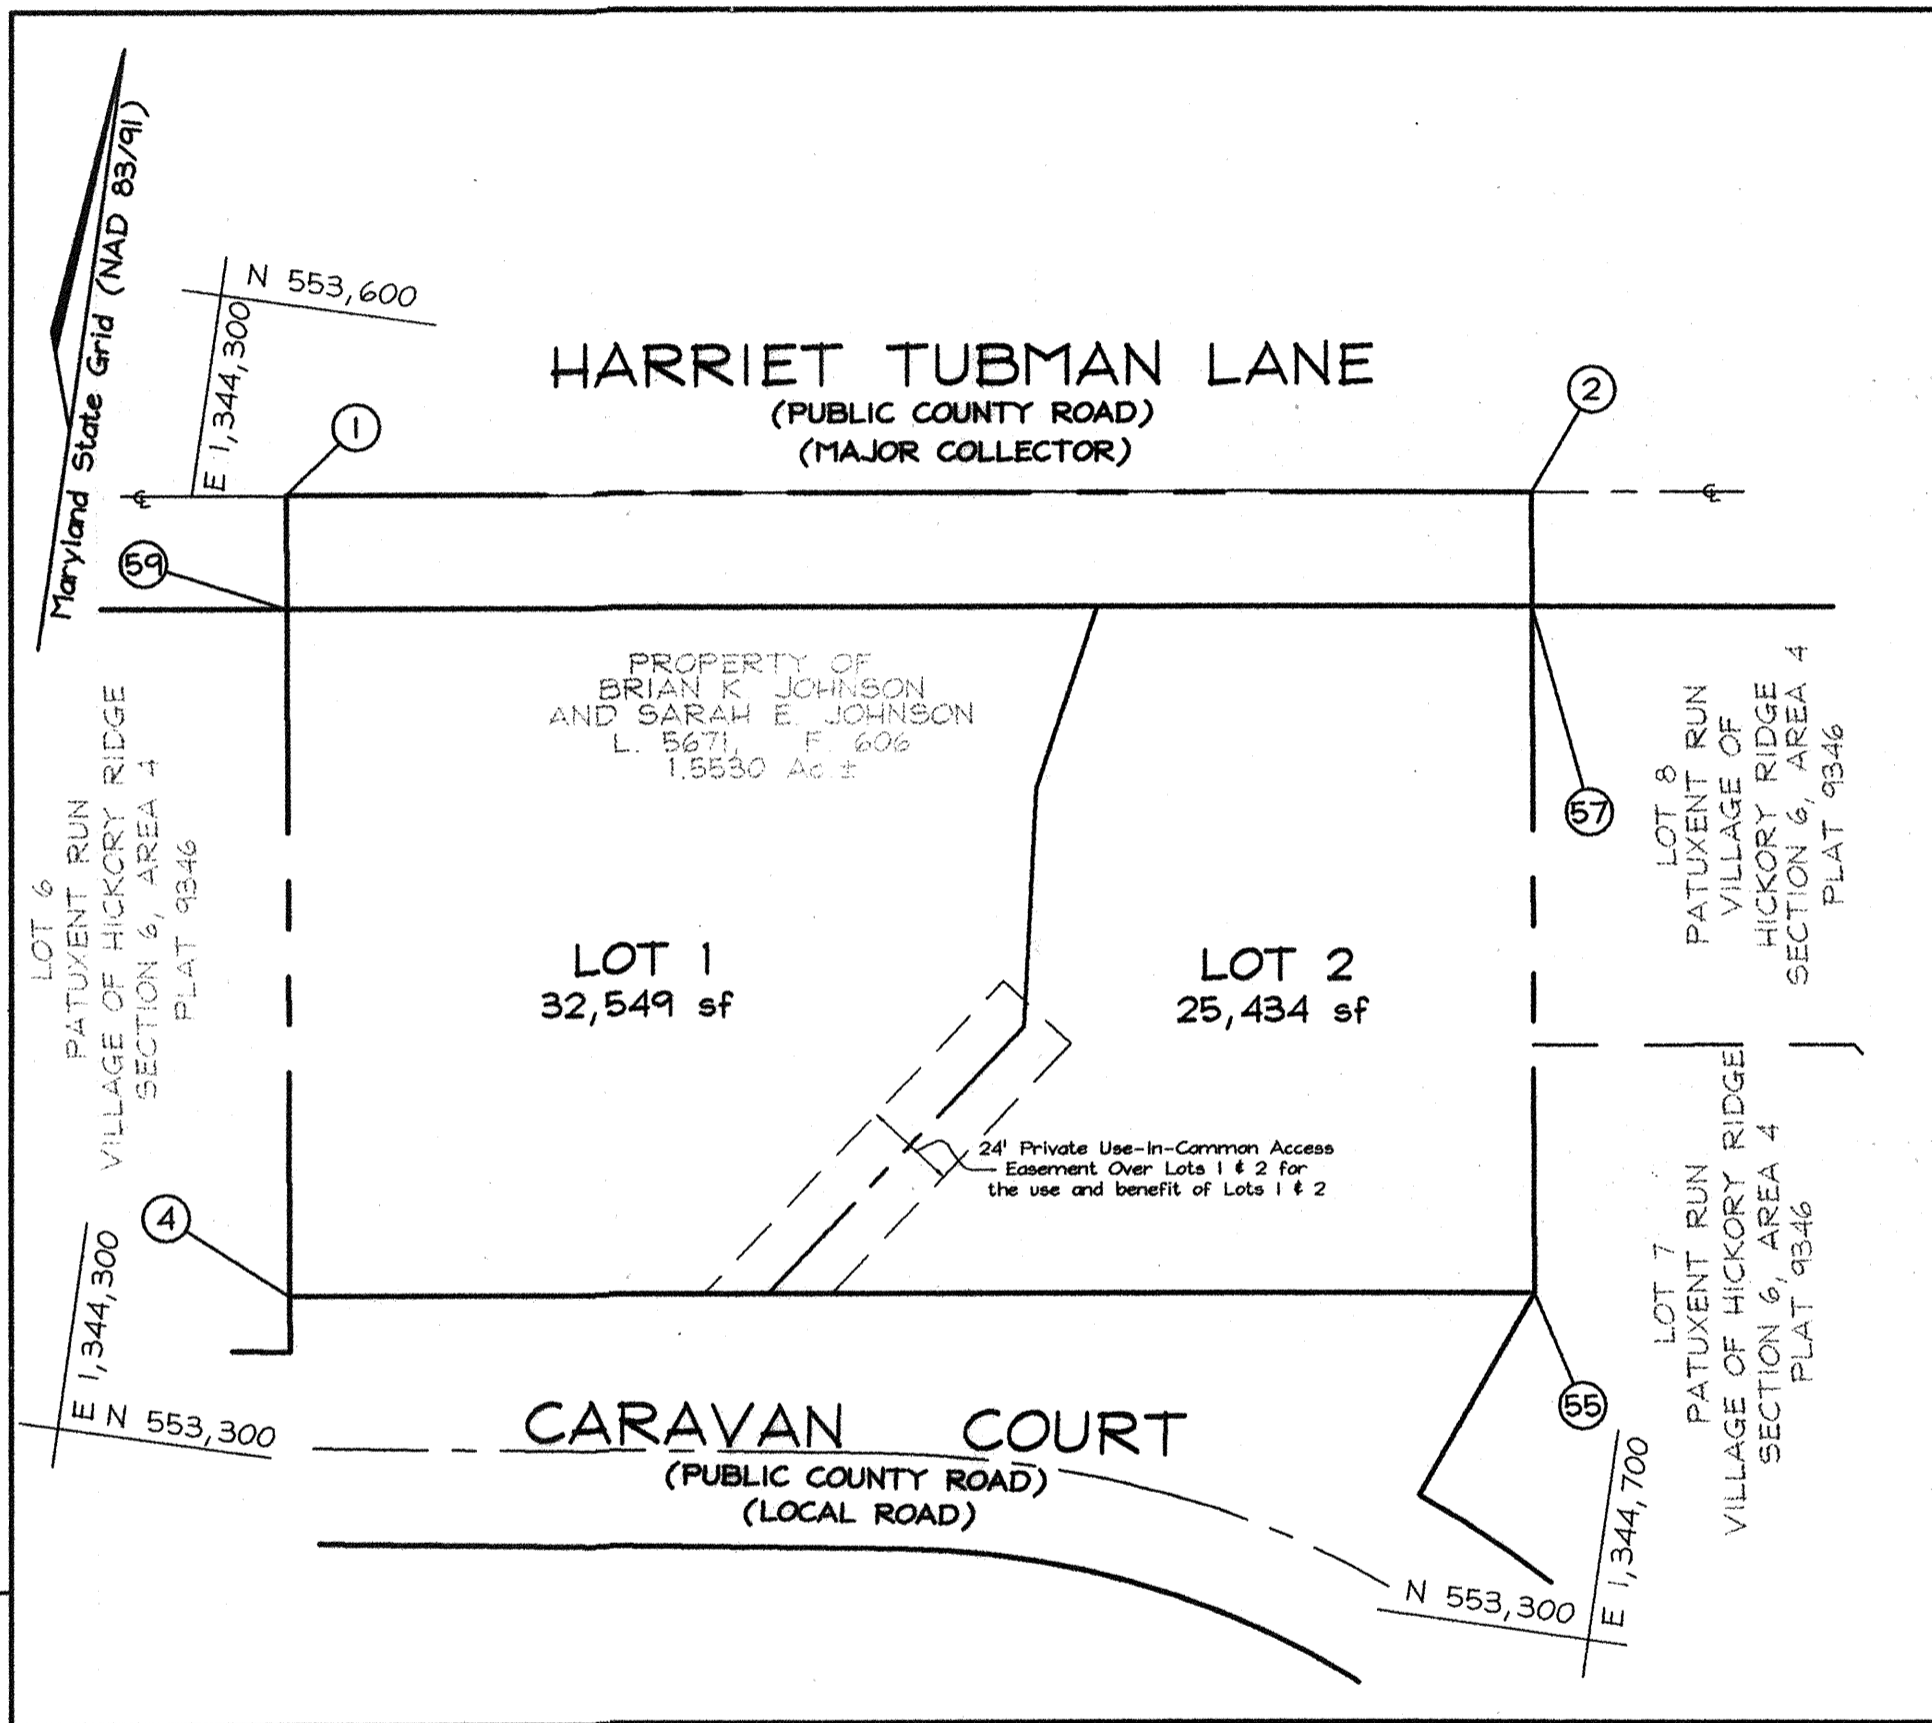 Maryland State Grid (NAD 83/91)
N 553,600
E 1,344,300
HARRIET TUBMAN LANE
(PUBLIC COUNTY ROAD)
(MAJOR COLLECTOR)
1
2
℄
℄
59
57
PROPERTY OF
BRIAN K. JOHNSON
AND SARAH E. JOHNSON
L. 5671, F. 606
1.5530 Ac.±
LOT 6
PATUXENT RUN
VILLAGE OF HICKORY RIDGE
SECTION 6, AREA 4
PLAT 9346
LOT 8
PATUXENT RUN
VILLAGE OF
HICKORY RIDGE
SECTION 6, AREA 4
PLAT 9346
LOT 1
32,549 sf
LOT 2
25,434 sf
24' Private Use-In-Common Access
Easement Over Lots 1 & 2 for
the use and benefit of Lots 1 & 2
LOT 7
PATUXENT RUN
VILLAGE OF HICKORY RIDGE
SECTION 6, AREA 4
PLAT 9346
4
55
E 1,344,300
N 553,300
CARAVAN COURT
(PUBLIC COUNTY ROAD)
(LOCAL ROAD)
N 553,300
E 1,344,700